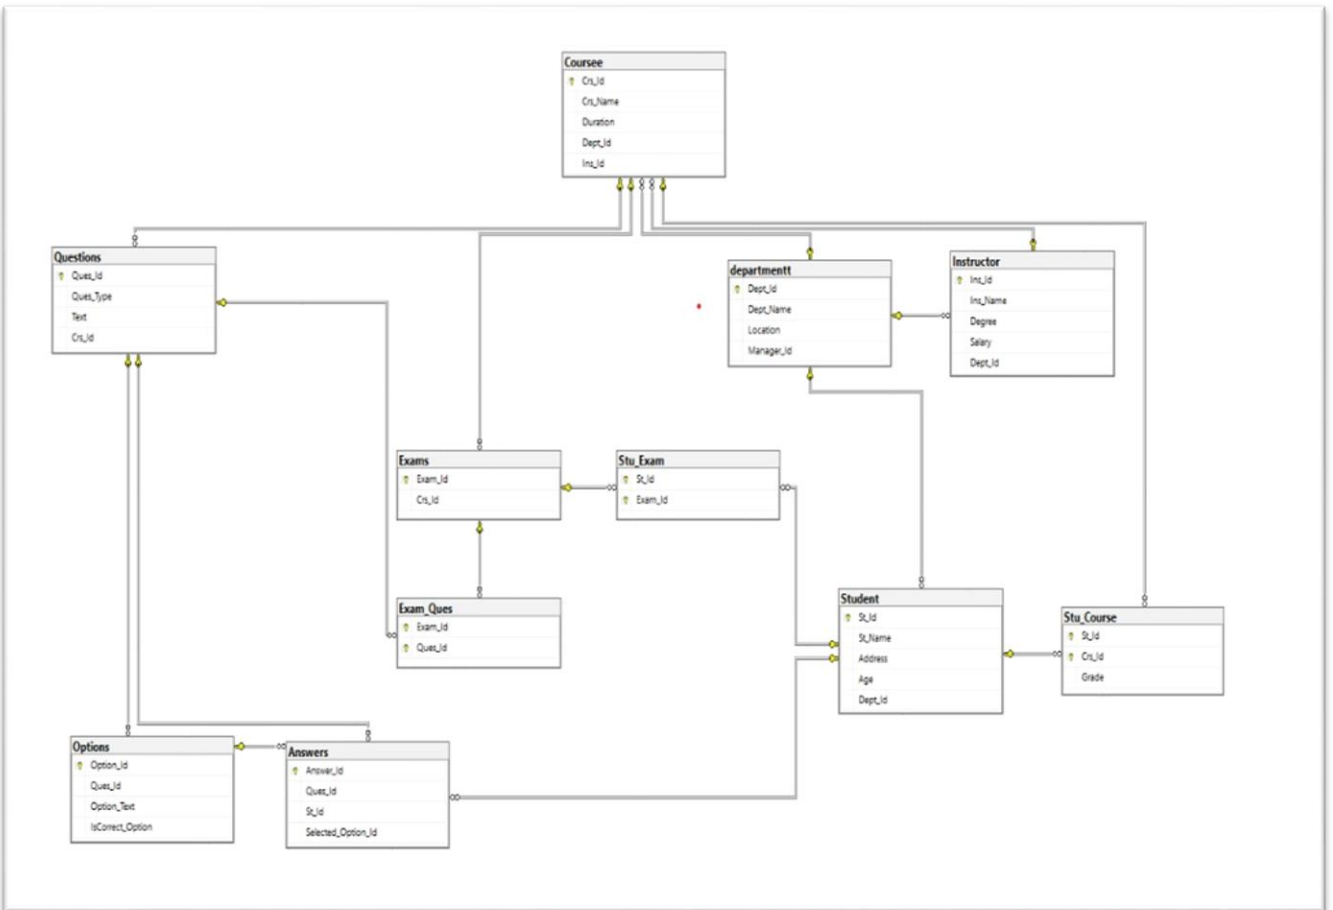 Coursee
Crs_Id
Crs_Name
Duration
Dept_Id
Ins_Id
Questions
Ques_Id
Ques_Type
Text
Crs_Id
departmentt
Dept_Id
Dept_Name
Location
Manager_Id
Instructor
Ins_Id
Ins_Name
Degree
Salary
Dept_Id
Exams
Exam_Id
Crs_Id
Stu_Exam
St_Id
Exam_Id
Exam_Ques
Exam_Id
Ques_Id
Student
St_Id
St_Name
Address
Age
Dept_Id
Stu_Course
St_Id
Crs_Id
Grade
Options
Option_Id
Ques_Id
Option_Text
IsCorrect_Option
Answers
Answer_Id
Ques_Id
St_Id
Selected_Option_Id